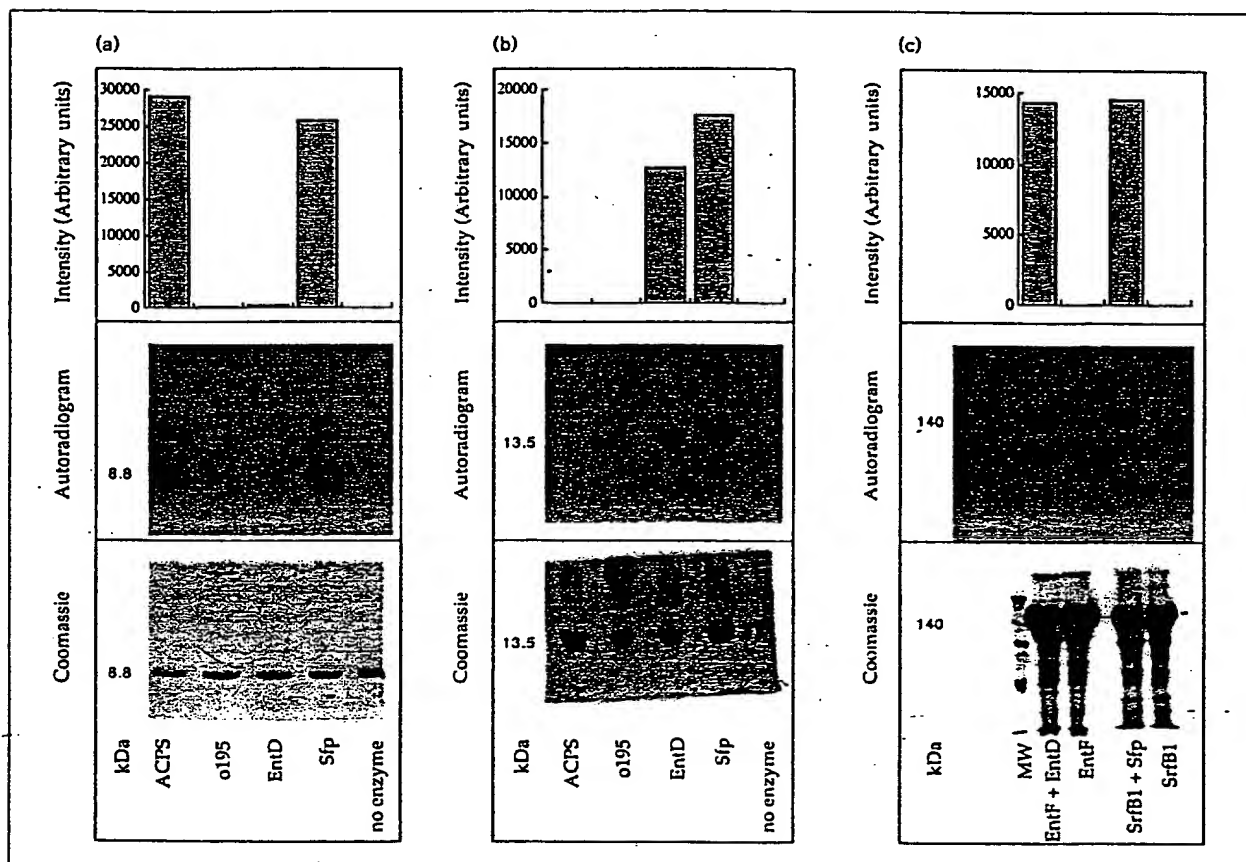 (a)
Intensity (Arbitrary units)
30000
25000
20000
15000
10000
5000
0
Autoradiogram
8.8
Coomassie
8.8
kDa
ACPS
o195
EntD
Sfp
no enzyme
(b)
Intensity (Arbitrary units)
20000
15000
10000
5000
0
Autoradiogram
13.5
Coomassie
13.5
kDa
ACPS
o195
EntD
Sfp
no enzyme
(c)
Intensity (Arbitrary units)
15000
10000
5000
0
Autoradiogram
140
Coomassie
140
kDa
MW
EntF + EntD
EntF
SrfB1 + Sfp
SrfB1